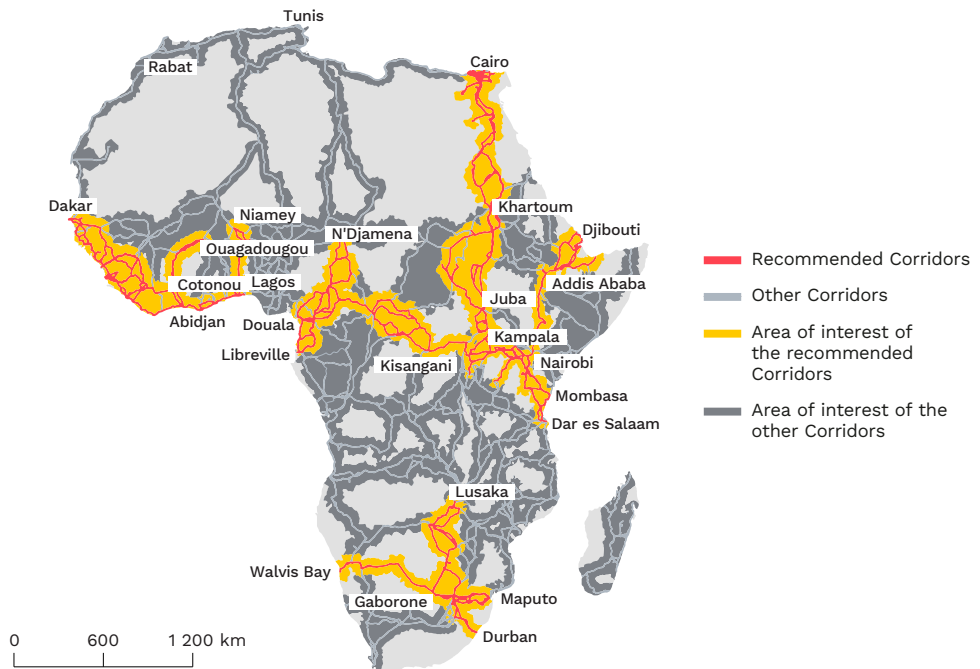 Tunis
Rabat
Cairo
Dakar
Niamey
Khartoum
N'Djamena
Djibouti
Ouagadougou
Cotonou
Lagos
Addis Ababa
Abidjan
Douala
Juba
Libreville
Kampala
Kisangani
Nairobi
Mombasa
Dar es Salaam
Lusaka
Walvis Bay
Gaborone
Maputo
Durban
0
600
1 200 km
Recommended Corridors
Other Corridors
Area of interest of
the recommended
Corridors
Area of interest of the
other Corridors